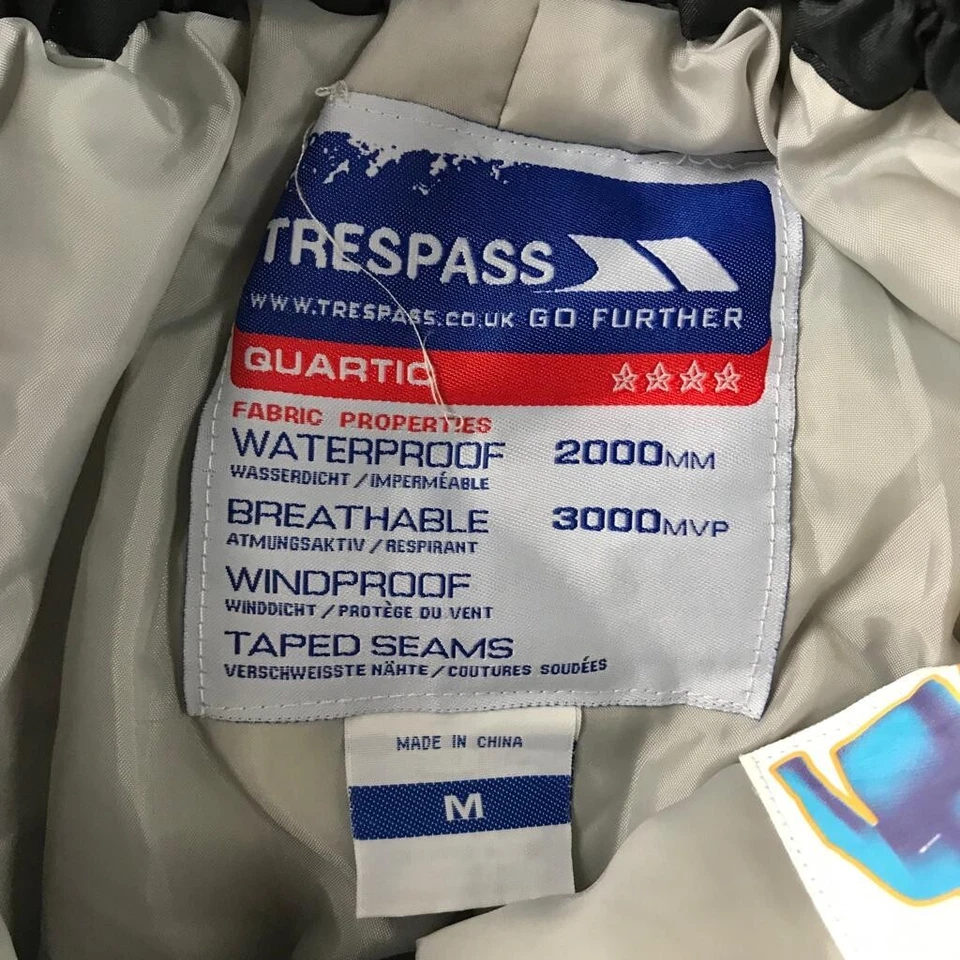 TRESPASS
WWW.TRESPASS.CO.UK GO FURTHER
QUARTIC
FABRIC PROPERTIES
WATERPROOF 2000MM
WASSERDICHT / IMPERMÉABLE
BREATHABLE 3000MVP
ATMUNGSAKTIV / RESPIRANT
WINDPROOF
WINDDICHT / PROTÈGE DU VENT
TAPED SEAMS
VERSCHWEISSTE NÄHTE / COUTURES SOUDÉES
MADE IN CHINA
M